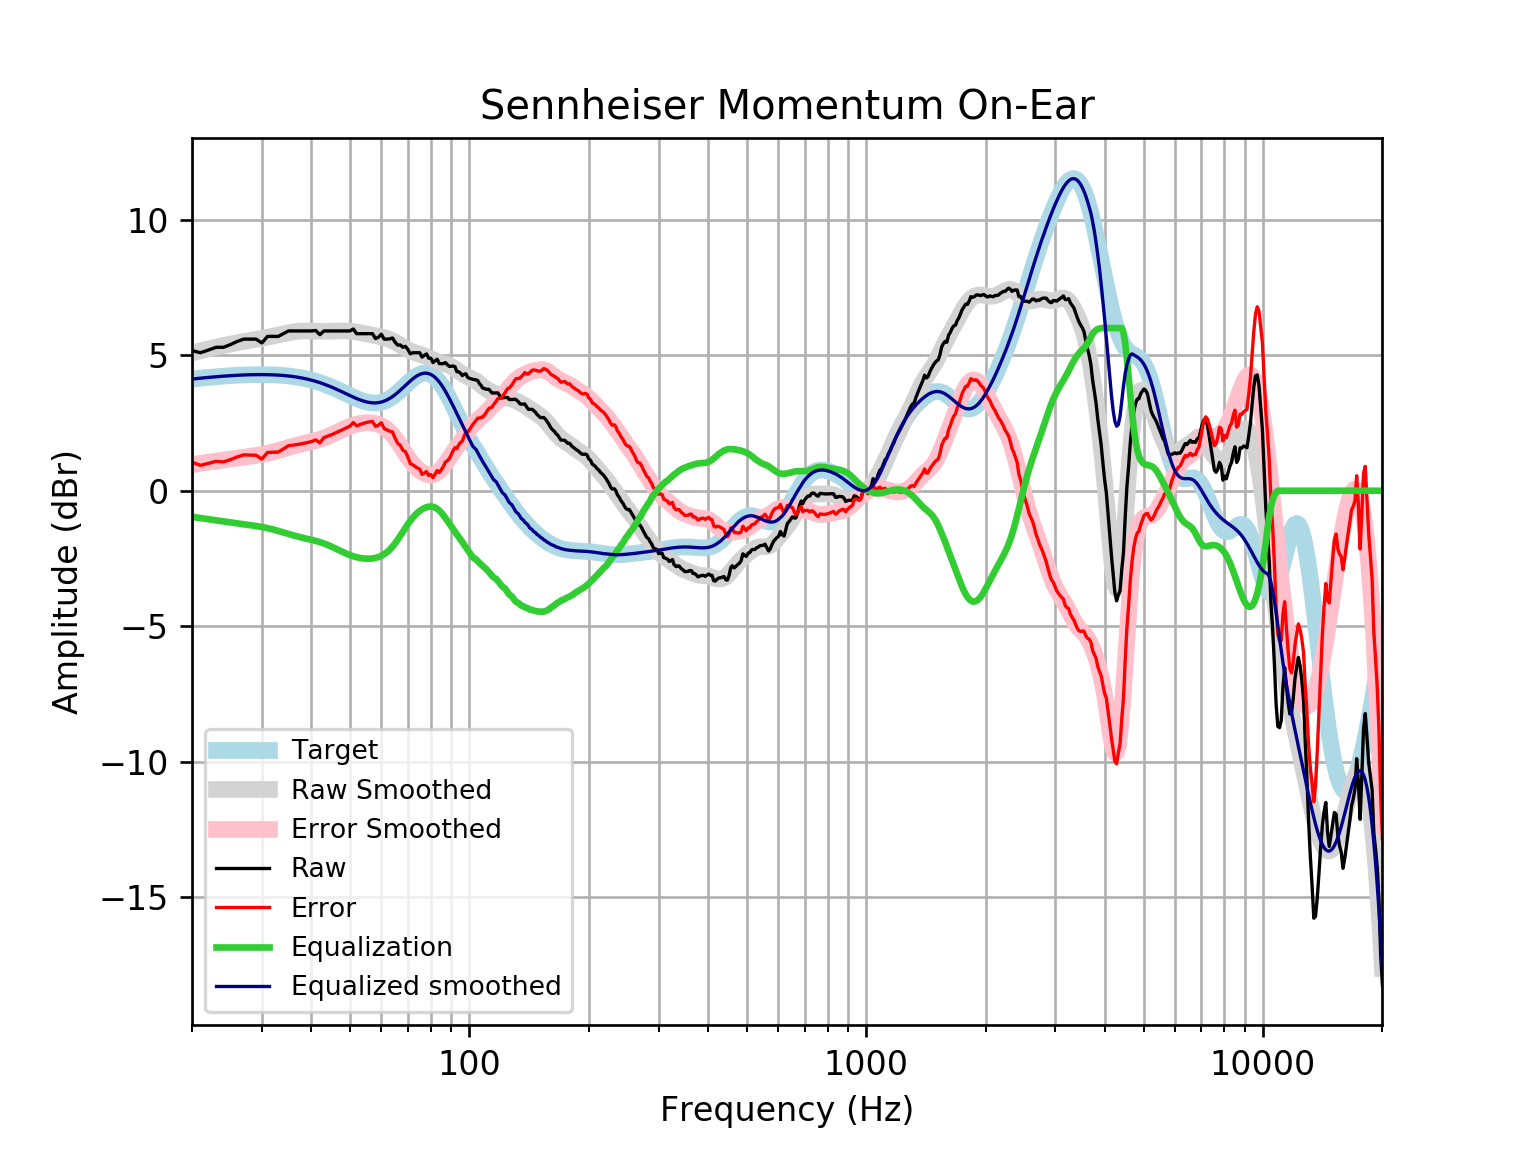 Sennheiser Momentum On-Ear
Amplitude (dBr)
10
5
0
−5
−10
−15
Target
Raw Smoothed
Error Smoothed
Raw
Error
Equalization
Equalized smoothed
100
1000
10000
Frequency (Hz)